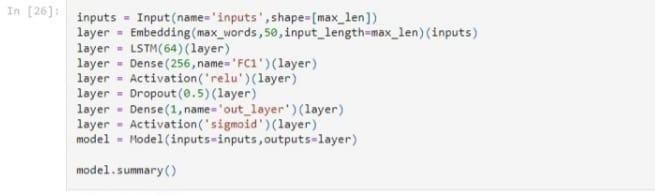 In [26]:
inputs = Input(name='inputs',shape=[max_len])
layer = Embedding(max_words,50,input_length=max_len)(inputs)
layer = LSTM(64)(layer)
layer = Dense(256,name='FC1')(layer)
layer = Activation('relu')(layer)
layer = Dropout(0.5)(layer)
layer = Dense(1,name='out_layer')(layer)
layer = Activation('sigmoid')(layer)
model = Model(inputs=inputs,outputs=layer)
model.summary()